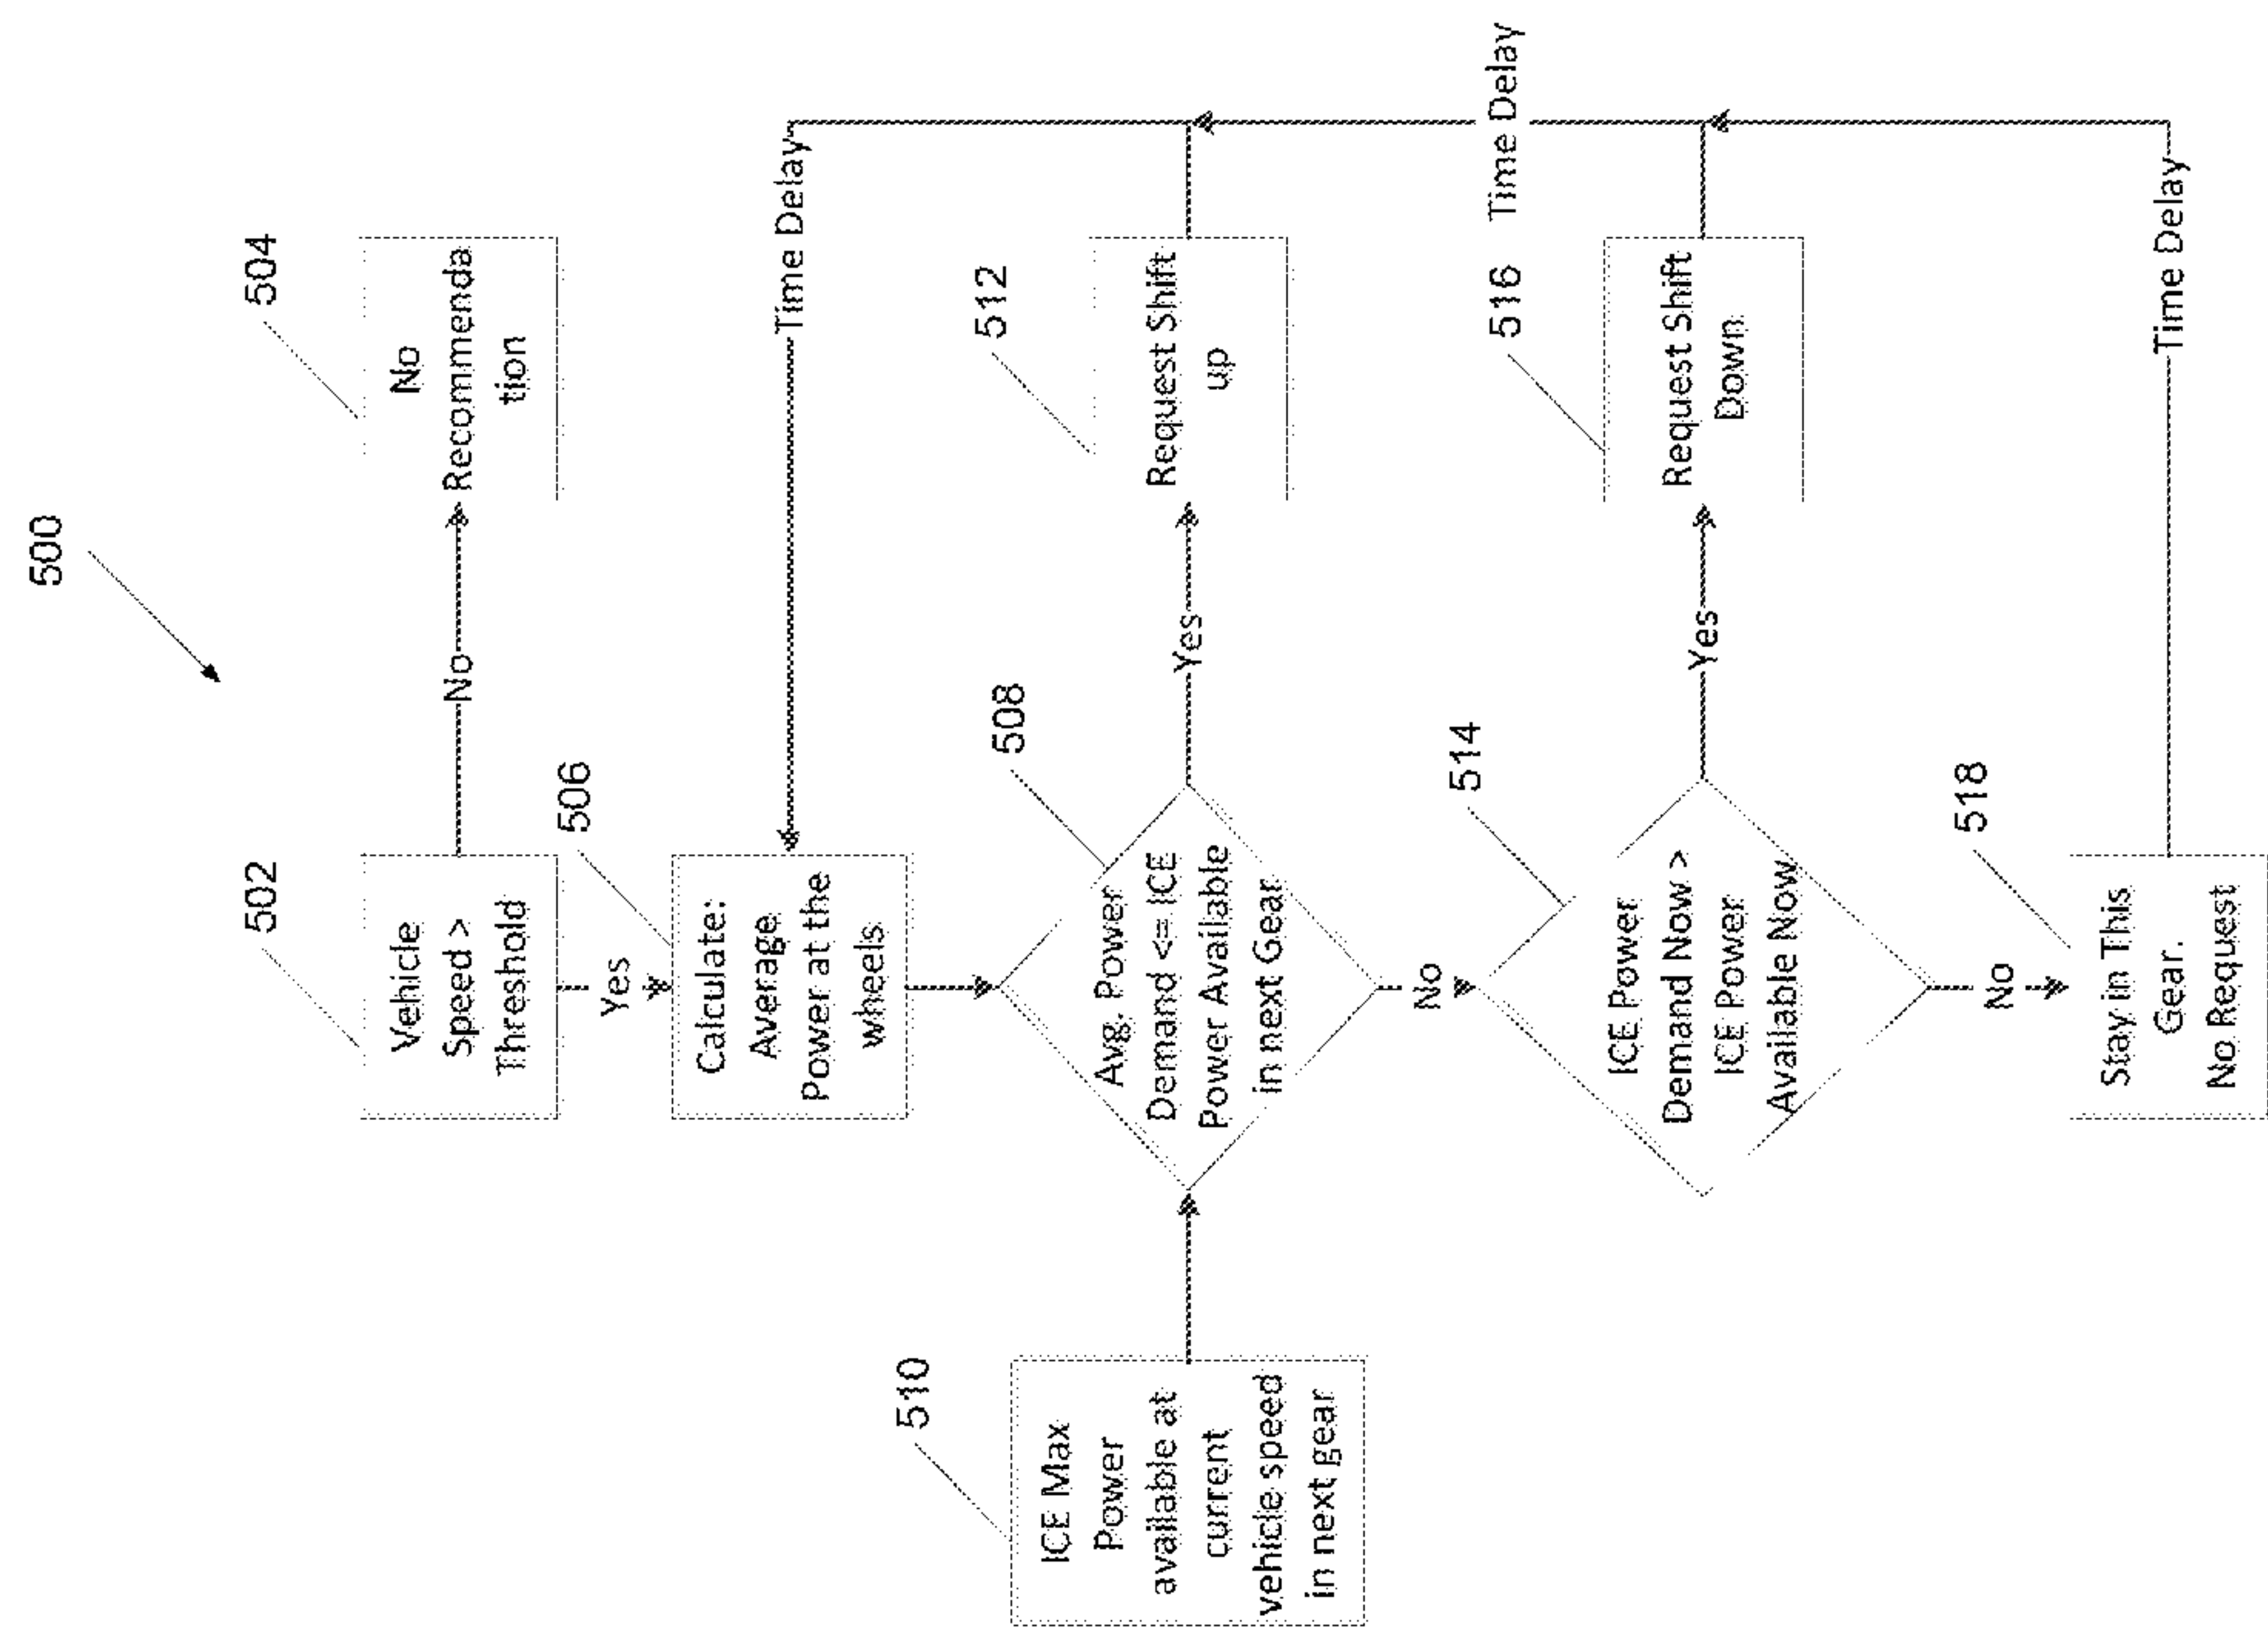 500
502
Vehicle
Speed >
Threshold
No
504
No
Recommenda
tion
Yes
506
Calculate:
Average
Power at the
wheels
Time Delay
510
ICE Max
Power
available at
current
vehicle speed
in next gear
508
Avg. Power
Demand <= ICE
Power Available
in next Gear
Yes
512
Request Shift
up
No
514
ICE Power
Demand Now >
ICE Power
Available Now
Yes
516
Request Shift
Down
Time Delay
No
518
Stay in This
Gear.
No Request
Time Delay